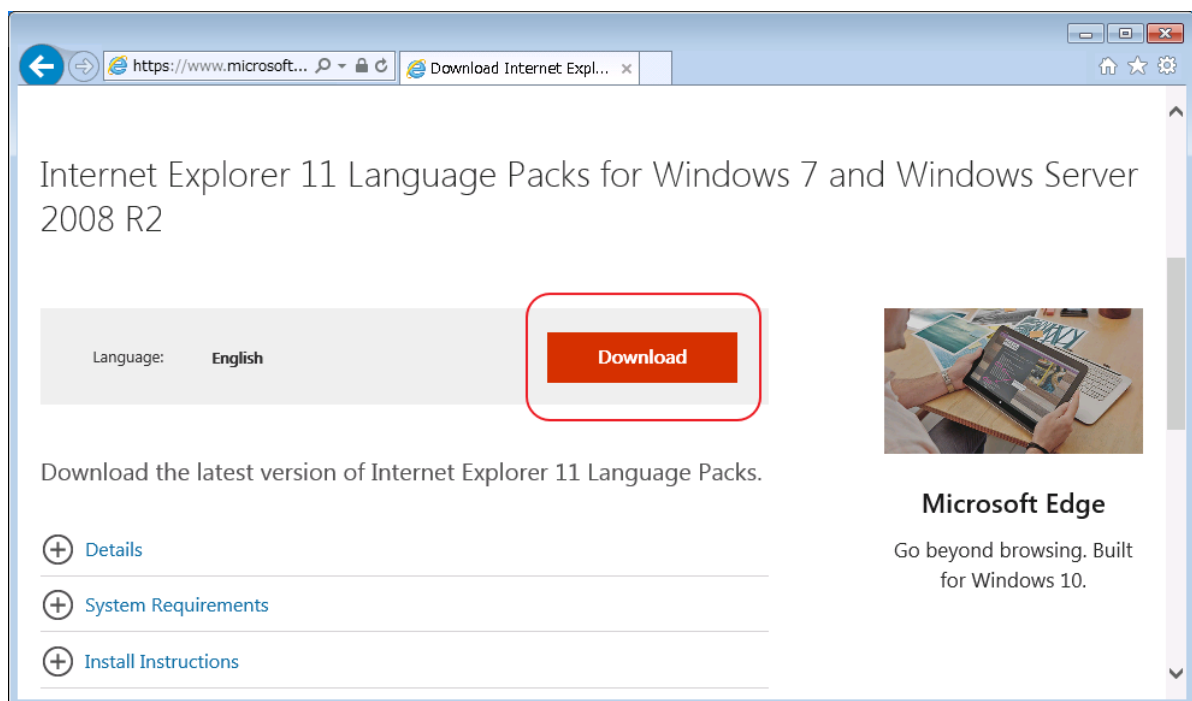 https://www.microsoft...
Download Internet Expl...
Internet Explorer 11 Language Packs for Windows 7 and Windows Server
2008 R2
Language: English
Download
Download the latest version of Internet Explorer 11 Language Packs.
Details
System Requirements
Install Instructions
Microsoft Edge
Go beyond browsing. Built
for Windows 10.